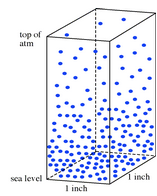 top of
atm
sea level
1 inch
1 inch